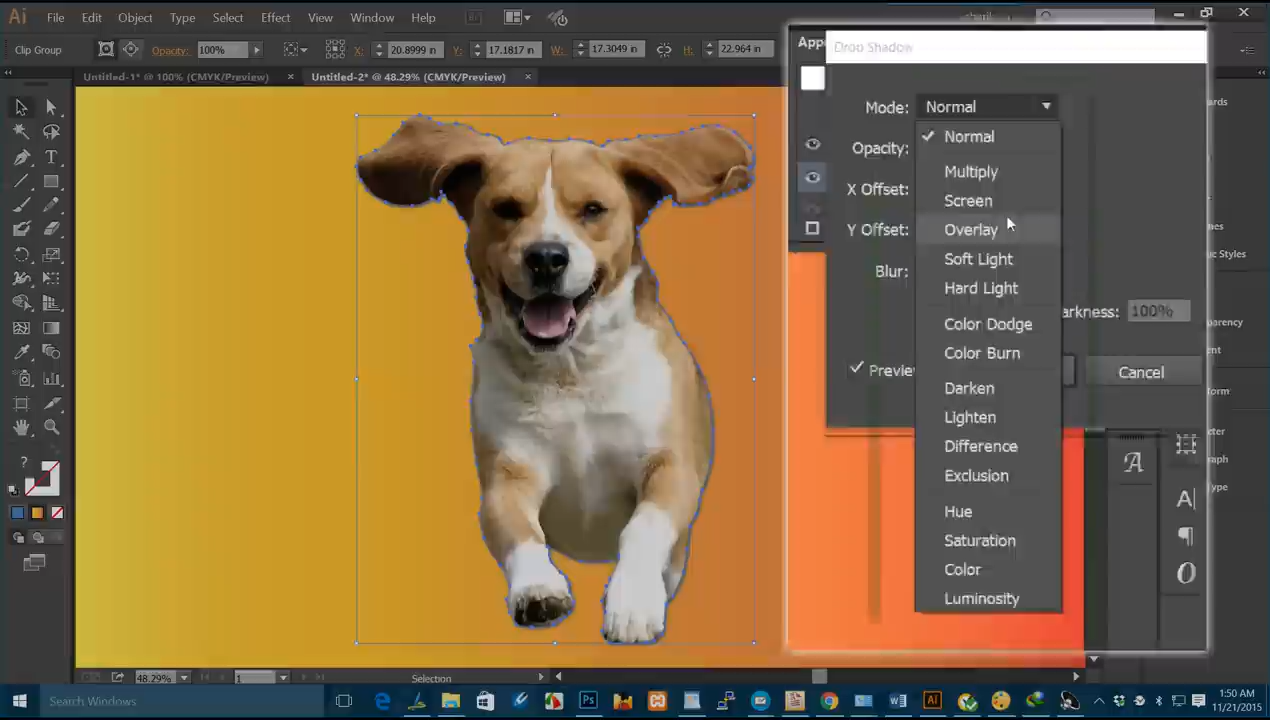 Ai File Edit Object Type Select Effect View Window Help
Clip Group Opacity: 100% X: 20.8999 in Y: 17.1817 in W: 17.3049 in H: 22.964 in
Untitled-1* @ 100% (CMYK/Preview) × Untitled-2* @ 48.29% (CMYK/Preview) ×
Drop Shadow
Mode: Normal
Normal
Opacity:
Multiply
X Offset:
Screen
Y Offset:
Overlay
Soft Light
Blur:
Hard Light
arkness: 100%
Color Dodge
Color Burn
Preview
Cancel
Darken
Lighten
Difference
Exclusion
Hue
Saturation
Color
Luminosity
48.29% 1 Selection
Search Windows
1:50 AM
11/21/2015